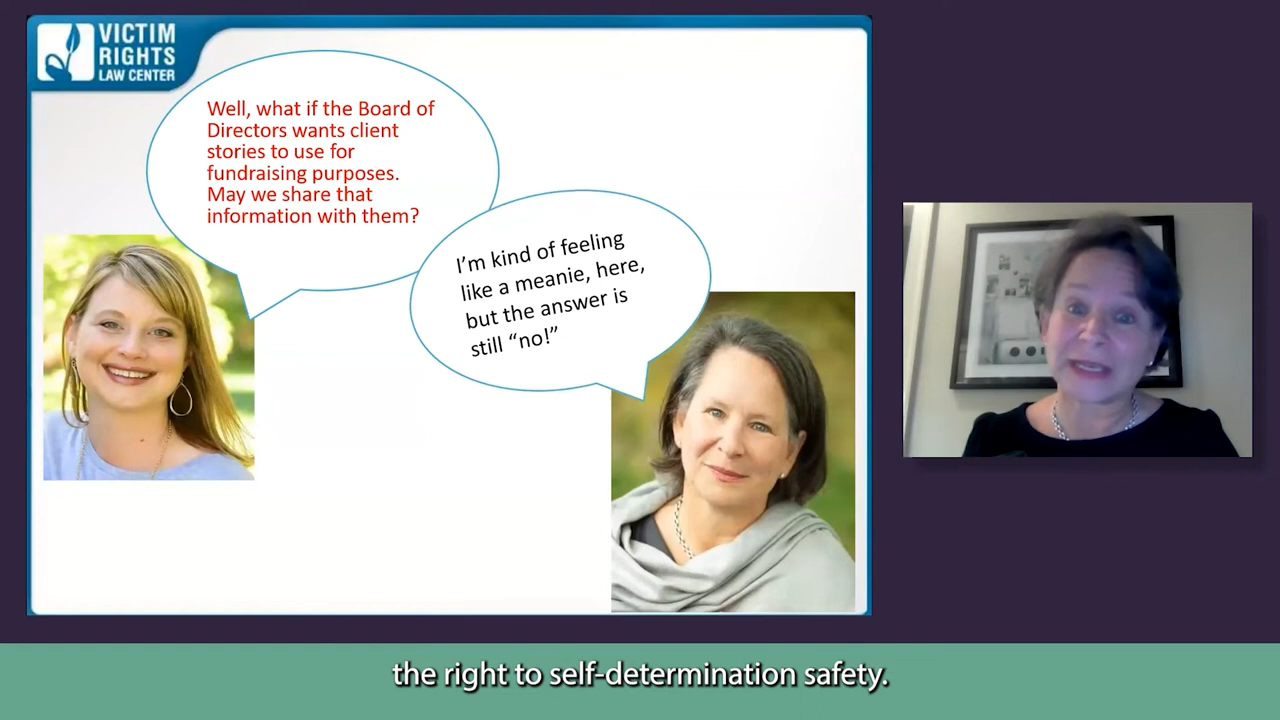 VICTIM
RIGHTS
LAW CENTER
Well, what if the Board of
Directors wants client
stories to use for
fundraising purposes.
May we share that
information with them?
I’m kind of feeling
like a meanie, here,
but the answer is
still “no!”
the right to self-determination safety.